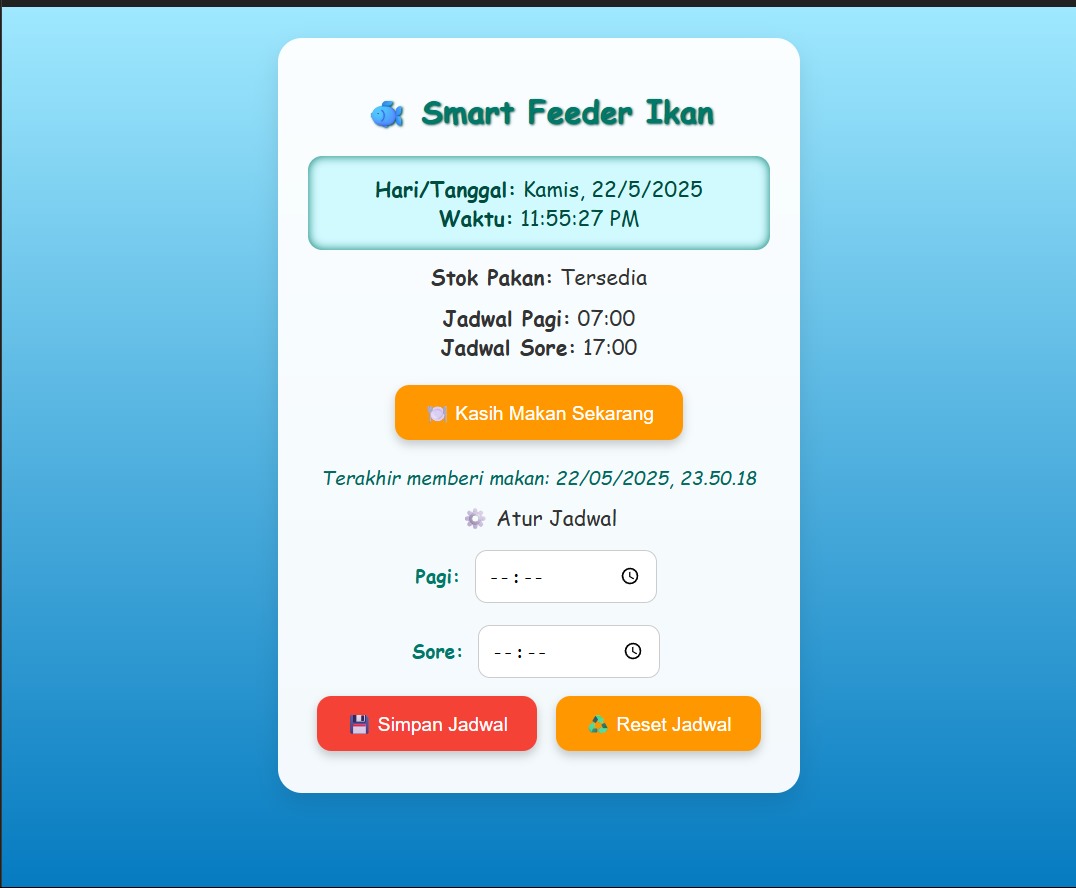 Smart Feeder Ikan
Hari/Tanggal: Kamis, 22/5/2025
Waktu: 11:55:27 PM
Stok Pakan: Tersedia
Jadwal Pagi: 07:00
Jadwal Sore: 17:00
Kasih Makan Sekarang
Terakhir memberi makan: 22/05/2025, 23.50.18
Atur Jadwal
Pagi: --:--
Sore: --:--
Simpan Jadwal
Reset Jadwal